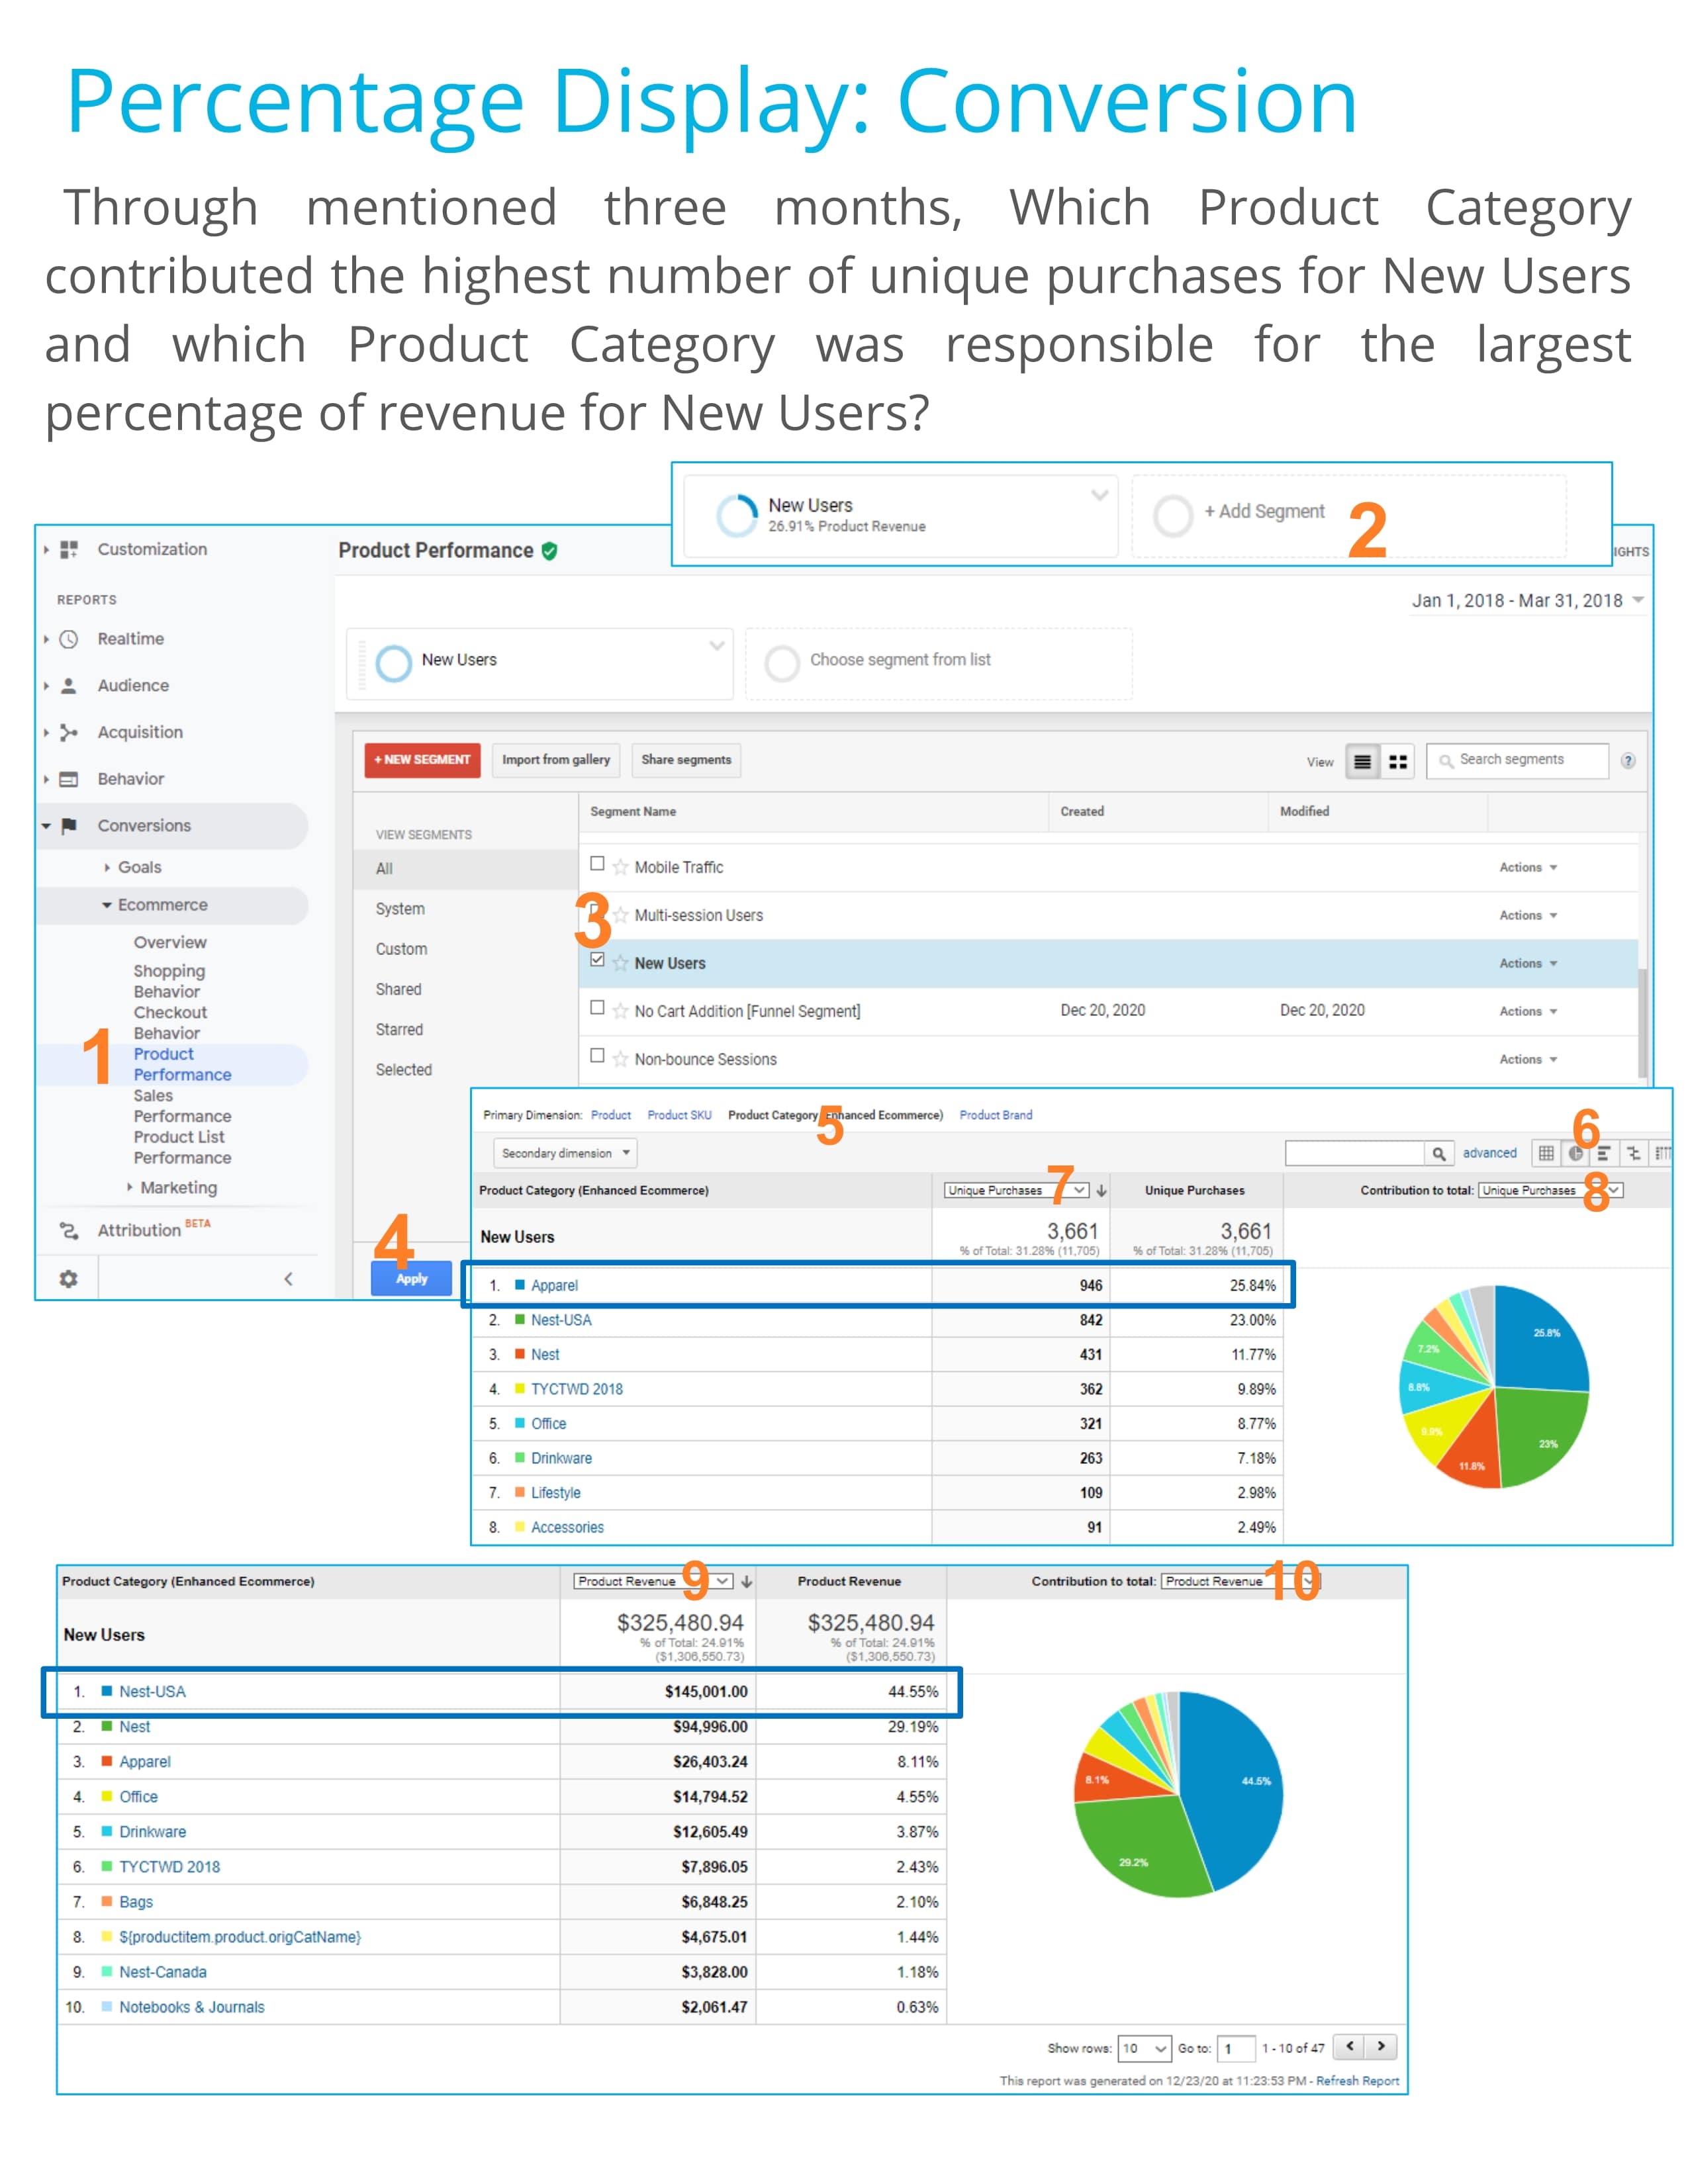 Percentage Display: Conversion
Through mentioned three months, Which Product Category
contributed the highest number of unique purchases for New Users
and which Product Category was responsible for the largest
percentage of revenue for New Users?
New Users
26.91% Product Revenue
+ Add Segment
2
Customization
Product Performance
IGHTS
REPORTS
Jan 1, 2018 - Mar 31, 2018
Realtime
New Users
Choose segment from list
Audience
Acquisition
Behavior
Conversions
Goals
Ecommerce
Overview
Shopping
Behavior
Checkout
Behavior
1
Product
Performance
Sales
Performance
Product List
Performance
Marketing
Attribution BETA
+ NEW SEGMENT
Import from gallery
Share segments
View
Search segments
?
VIEW SEGMENTS
All
System
Custom
Shared
Starred
Selected
4
Apply
Segment Name Created Modified
Mobile Traffic Actions
3
Multi-session Users Actions
New Users Actions
No Cart Addition [Funnel Segment] Dec 20, 2020 Dec 20, 2020 Actions
Non-bounce Sessions Actions
Primary Dimension: Product Product SKU Product Category (Enhanced Ecommerce) Product Brand
5
6
Secondary dimension
advanced
7
8
Product Category (Enhanced Ecommerce) Unique Purchases Unique Purchases Contribution to total: Unique Purchases
New Users 3,661 3,661
% of Total: 31.28% (11,705) % of Total: 31.28% (11,705)
1. Apparel 946 25.84%
2. Nest-USA 842 23.00%
3. Nest 431 11.77%
4. TYCTWD 2018 362 9.89%
5. Office 321 8.77%
6. Drinkware 263 7.18%
7. Lifestyle 109 2.98%
8. Accessories 91 2.49%
25.8%
23%
11.8%
9.9%
8.8%
7.2%
9
10
Product Category (Enhanced Ecommerce) Product Revenue Product Revenue Contribution to total: Product Revenue
New Users $325,480.94 $325,480.94
% of Total: 24.91% % of Total: 24.91%
($1,306,550.73) ($1,306,550.73)
1. Nest-USA $145,001.00 44.55%
2. Nest $94,996.00 29.19%
3. Apparel $26,403.24 8.11%
4. Office $14,794.52 4.55%
5. Drinkware $12,605.49 3.87%
6. TYCTWD 2018 $7,896.05 2.43%
7. Bags $6,848.25 2.10%
8. ${productitem.product.origCatName} $4,675.01 1.44%
9. Nest-Canada $3,828.00 1.18%
10. Notebooks & Journals $2,061.47 0.63%
44.5%
29.2%
8.1%
Show rows: 10 Go to: 1 1 - 10 of 47
This report was generated on 12/23/20 at 11:23:53 PM - Refresh Report